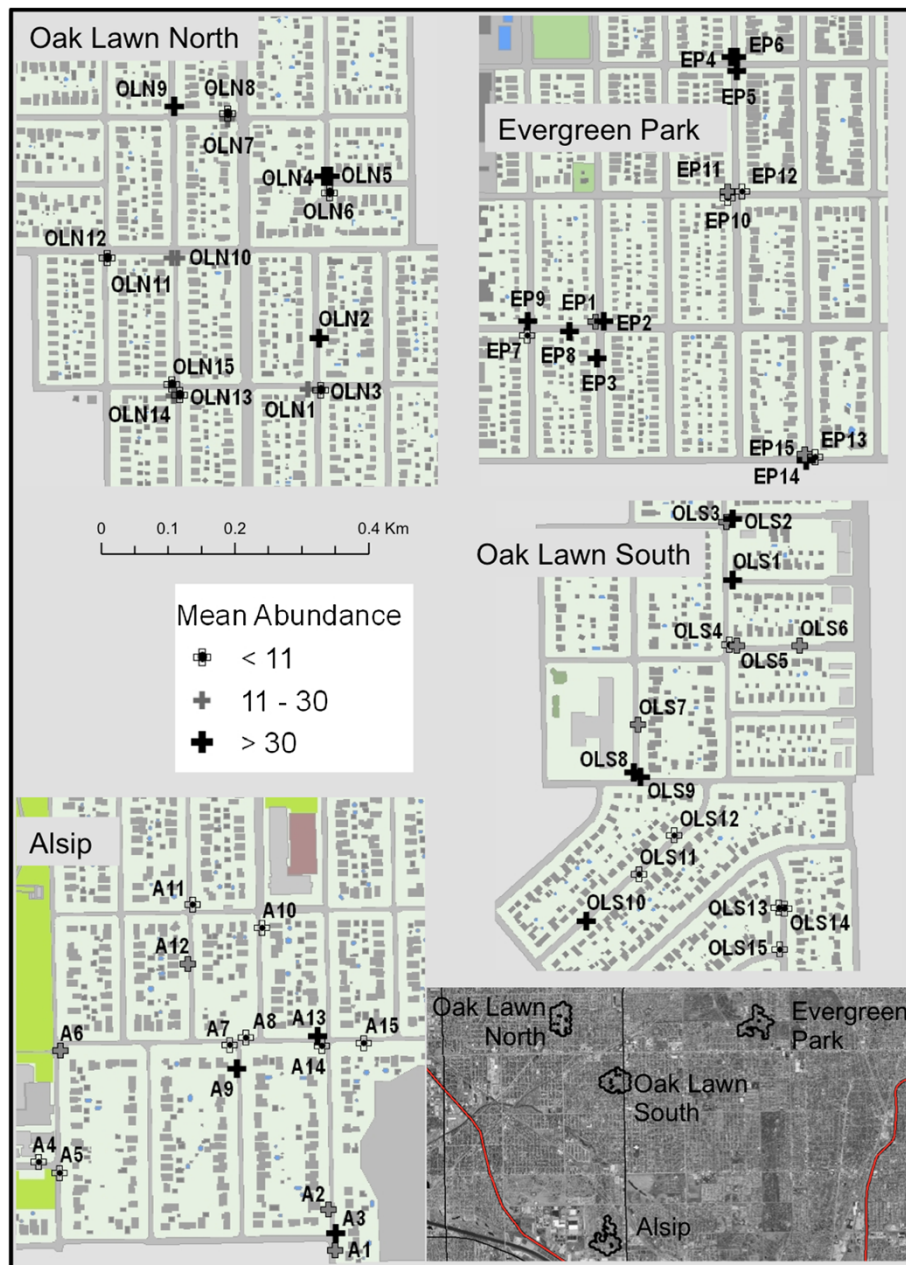 Oak Lawn North
OLN9
OLN8
OLN7
OLN4
OLN5
OLN6
OLN12
OLN10
OLN11
OLN2
OLN15
OLN13
OLN14
OLN1
OLN3
EP6
EP4
EP5
Evergreen Park
EP11
EP12
EP10
EP9
EP1
EP2
EP7
EP8
EP3
EP15
EP13
EP14
0 0.1 0.2 0.4 Km
Mean Abundance
< 11
11 - 30
> 30
OLS3
OLS2
Oak Lawn South
OLS1
OLS4
OLS6
OLS5
OLS7
OLS8
OLS9
OLS12
OLS11
OLS10
OLS13
OLS14
OLS15
Alsip
A11
A10
A12
A6
A7
A8
A13
A15
A9
A14
A4
A5
A2
A3
A1
Oak Lawn
North
Evergreen
Park
Oak Lawn
South
Alsip